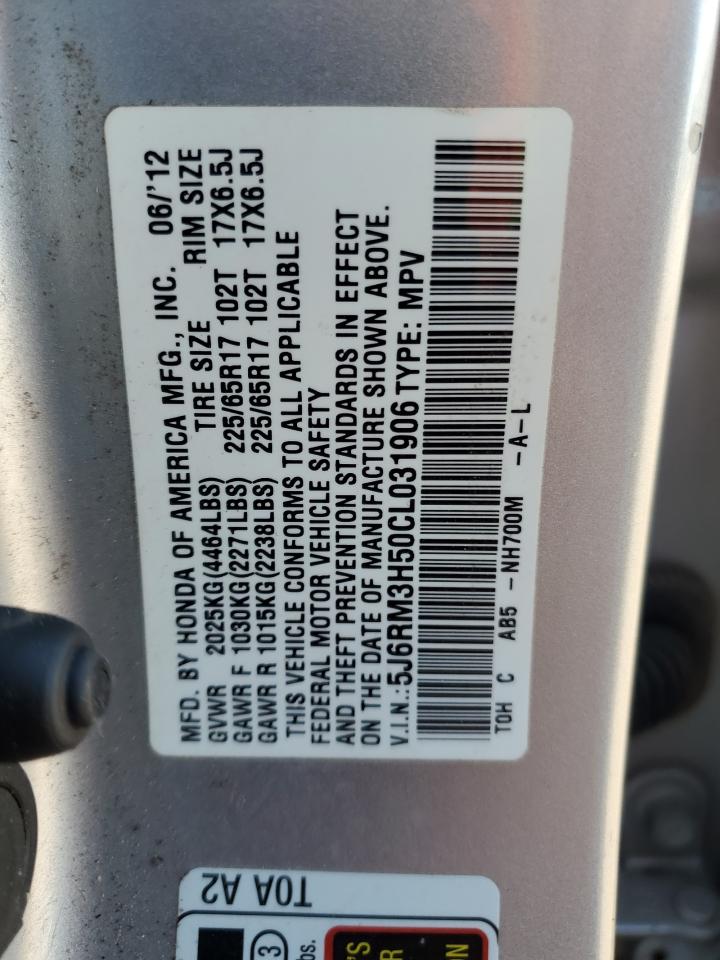 MFD. BY HONDA OF AMERICA MFG., INC. 06/'12
GVWR 2025KG(4464LBS) TIRE SIZE RIM SIZE
GAWR F 1030KG(2271LBS) 225/65R17 102T 17X6.5J
GAWR R 1015KG(2238LBS) 225/65R17 102T 17X6.5J
THIS VEHICLE CONFORMS TO ALL APPLICABLE
FEDERAL MOTOR VEHICLE SAFETY
AND THEFT PREVENTION STANDARDS IN EFFECT
ON THE DATE OF MANUFACTURE SHOWN ABOVE.
V.I.N.:5J6RM3H50CL031906 TYPE: MPV
T0H C AB5 -NH700M -A-L
T0A A2
3
bs.
'S
R
ON